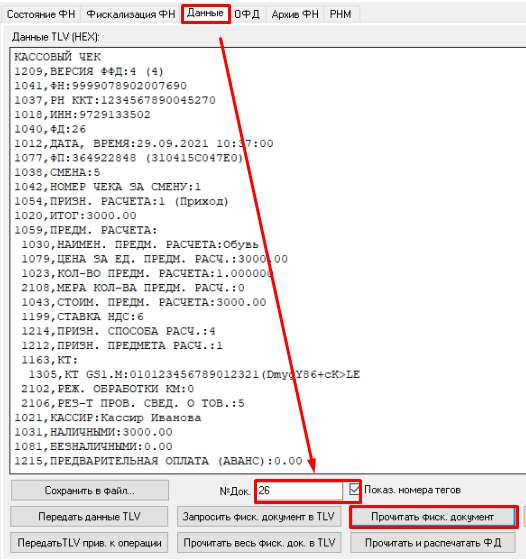 Состояние ФН Фискализация ФН Данные ОФД Архив ФН РНМ
Данные TLV (HEX):
КАССОВЫЙ ЧЕК
1209,ВЕРСИЯ ФФД:4 (4)
1041,ФН:9999078902007690
1037,РН ККТ:1234567890045270
1018,ИНН:9729133502
1040,ФД:26
1012,ДАТА, ВРЕМЯ:29.09.2021 10:37:00
1077,ФП:364922848 (310415C047E0)
1038,СМЕНА:5
1042,НОМЕР ЧЕКА ЗА СМЕНУ:1
1054,ПРИЗН. РАСЧЕТА:1 (Приход)
1020,ИТОГ:3000.00
1059,ПРЕДМ. РАСЧЕТА:
1030,НАИМЕН. ПРЕДМ. РАСЧЕТА:Обувь
1079,ЦЕНА ЗА ЕД. ПРЕДМ. РАСЧ.:3000.00
1023,КОЛ-ВО ПРЕДМ. РАСЧЕТА:1.000000
2108,МЕРА КОЛ-ВА ПРЕДМ. РАСЧ.:0
1043,СТОИМ. ПРЕДМ. РАСЧЕТА:3000.00
1199,СТАВКА НДС:6
1214,ПРИЗН. СПОСОБА РАСЧ.:4
1212,ПРИЗН. ПРЕДМЕТА РАСЧ.:1
1163,КТ:
1305,КТ GS1.M:010123456789012321(DmyqY86+cK>LE
2102,РЕЖ. ОБРАБОТКИ КМ:0
2106,РЕЗ-Т ПРОВ. СВЕД. О ТОВ.:5
1021,КАССИР:Кассир Иванова
1031,НАЛИЧНЫМИ:3000.00
1081,БЕЗНАЛИЧНЫМИ:0.00
1215,ПРЕДВАРИТЕЛЬНАЯ ОПЛАТА (АВАНС):0.00
Сохранить в файл... №Док. 26 Показ. номера тегов
Передать данные TLV Запросить фиск. документ в TLV Прочитать фиск. документ
ПередатьTLV прив. к операции Прочитать весь фиск. док. в TLV Прочитать и распечатать ФД